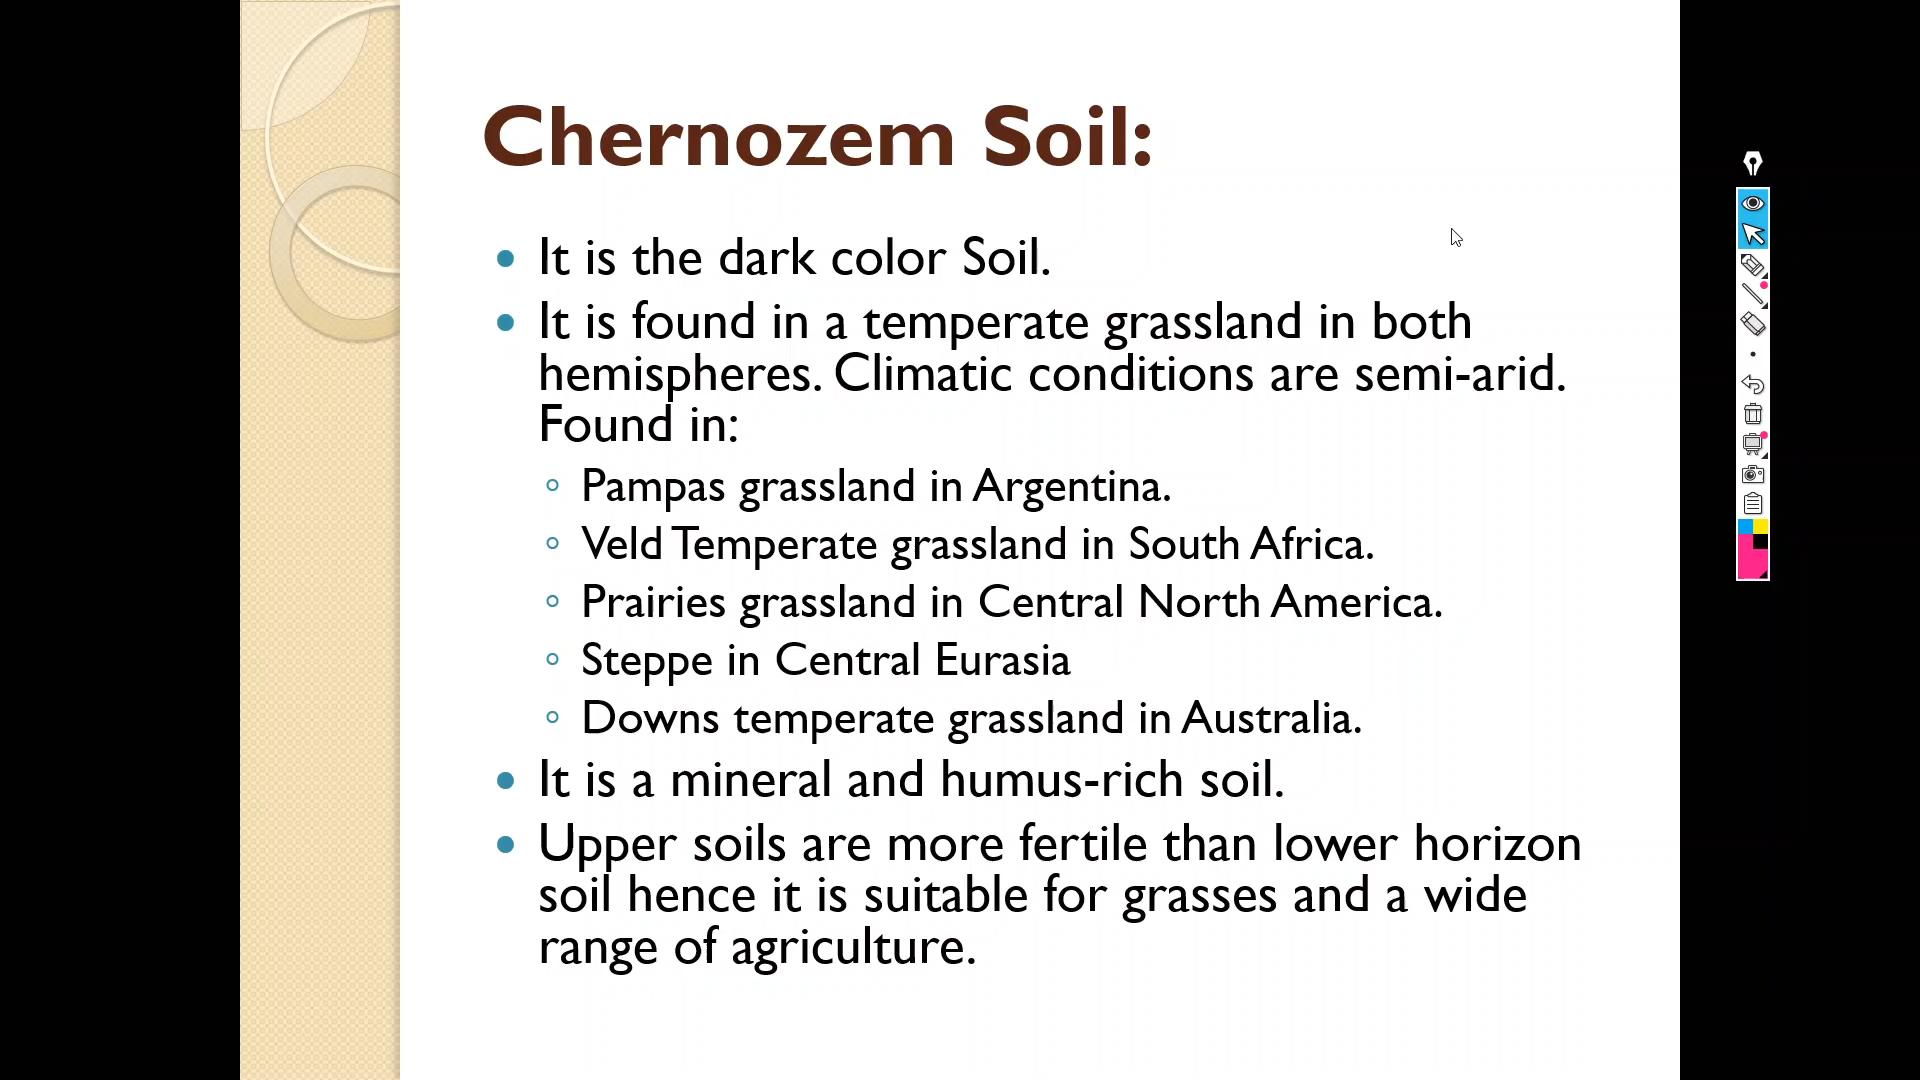 Chernozem Soil:
It is the dark color Soil.
It is found in a temperate grassland in both
hemispheres. Climatic conditions are semi-arid.
Found in:
Pampas grassland in Argentina.
Veld Temperate grassland in South Africa.
Prairies grassland in Central North America.
Steppe in Central Eurasia
Downs temperate grassland in Australia.
It is a mineral and humus-rich soil.
Upper soils are more fertile than lower horizon
soil hence it is suitable for grasses and a wide
range of agriculture.